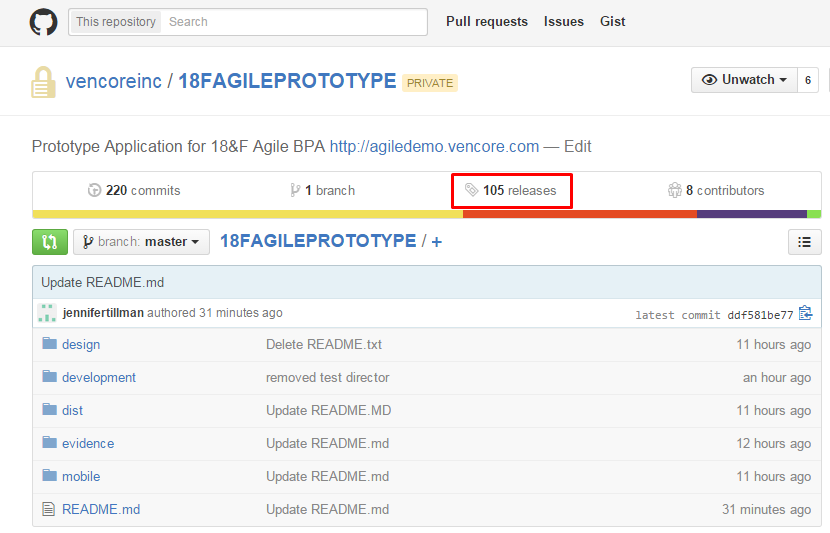 This repository Search Pull requests Issues Gist
vencoreinc / 18FAGILEPROTOTYPE PRIVATE Unwatch 6
Prototype Application for 18&F Agile BPA http://agiledemo.vencore.com — Edit
220 commits 1 branch 105 releases 8 contributors
branch: master 18FAGILEPROTOTYPE / +
Update README.md
jennifertillman authored 31 minutes ago latest commit ddf581be77
design Delete README.txt 11 hours ago
development removed test director an hour ago
dist Update README.MD 11 hours ago
evidence Update README.md 12 hours ago
mobile Update README.md 11 hours ago
README.md Update README.md 31 minutes ago